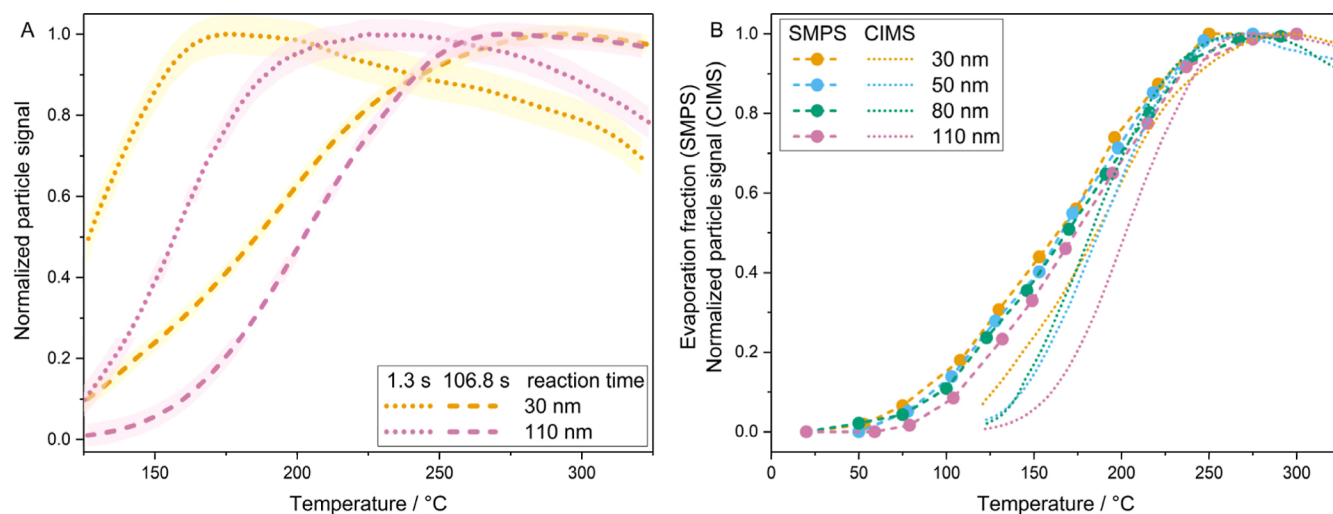 A
Normalized particle signal
1.0
0.8
0.6
0.4
0.2
0.0
150
200
250
300
Temperature / °C
1.3 s 106.8 s reaction time
30 nm
110 nm
B
Evaporation fraction (SMPS)
Normalized particle signal (CIMS)
1.0
0.8
0.6
0.4
0.2
0.0
0
50
100
150
200
250
300
Temperature / °C
SMPS CIMS
30 nm
50 nm
80 nm
110 nm